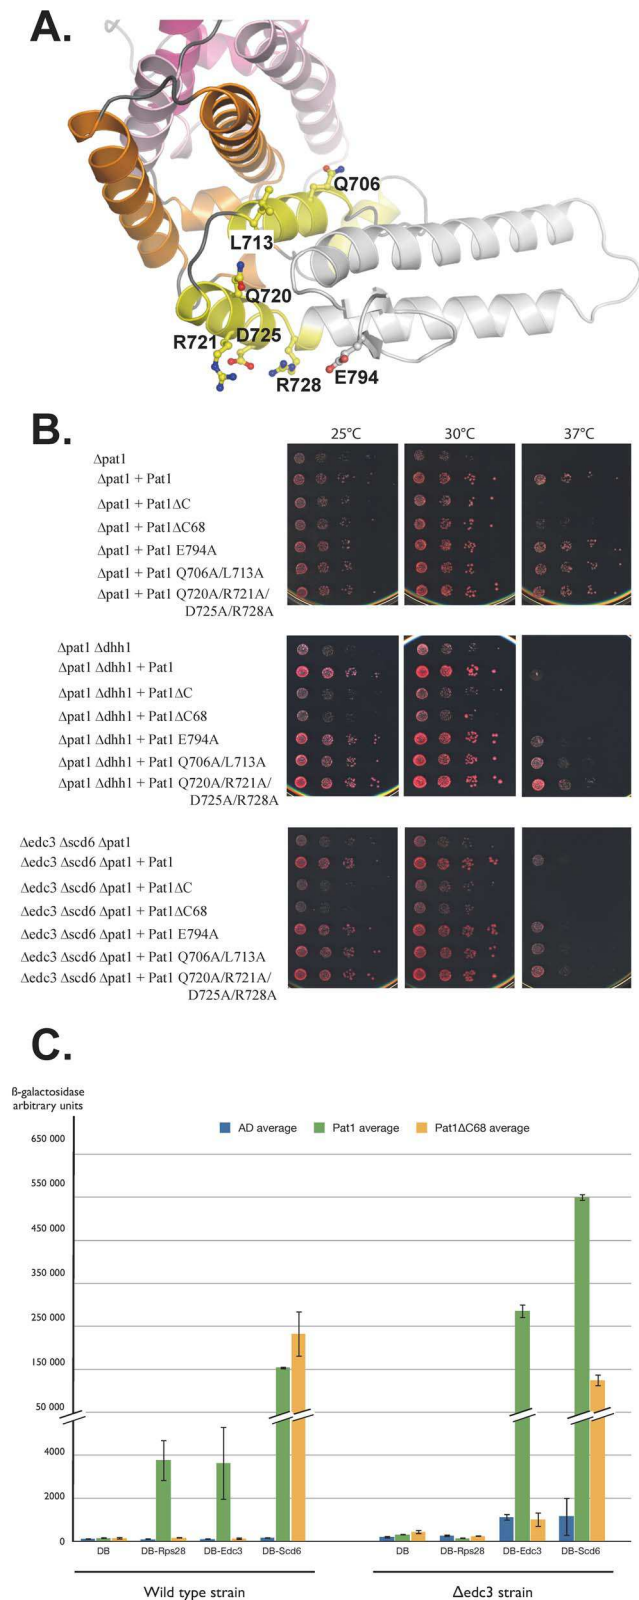 A.
Q706
L713
Q720
R721
D725
R728
E794
B.
25°C 30°C 37°C
Δpat1
Δpat1 + Pat1
Δpat1 + Pat1ΔC
Δpat1 + Pat1ΔC68
Δpat1 + Pat1 E794A
Δpat1 + Pat1 Q706A/L713A
Δpat1 + Pat1 Q720A/R721A/
D725A/R728A
Δpat1 Δdhh1
Δpat1 Δdhh1 + Pat1
Δpat1 Δdhh1 + Pat1ΔC
Δpat1 Δdhh1 + Pat1ΔC68
Δpat1 Δdhh1 + Pat1 E794A
Δpat1 Δdhh1 + Pat1 Q706A/L713A
Δpat1 Δdhh1 + Pat1 Q720A/R721A/
D725A/R728A
Δedc3 Δscd6 Δpat1
Δedc3 Δscd6 Δpat1 + Pat1
Δedc3 Δscd6 Δpat1 + Pat1ΔC
Δedc3 Δscd6 Δpat1 + Pat1ΔC68
Δedc3 Δscd6 Δpat1 + Pat1 E794A
Δedc3 Δscd6 Δpat1 + Pat1 Q706A/L713A
Δedc3 Δscd6 Δpat1 + Pat1 Q720A/R721A/
D725A/R728A
C.
ß-galactosidase
arbitrary units
AD average Pat1 average Pat1ΔC68 average
650 000
550 000
450 000
350 000
250 000
150 000
50 000
4000
2000
0
DB DB-Rps28 DB-Edc3 DB-Scd6 DB DB-Rps28 DB-Edc3 DB-Scd6
Wild type strain Δedc3 strain